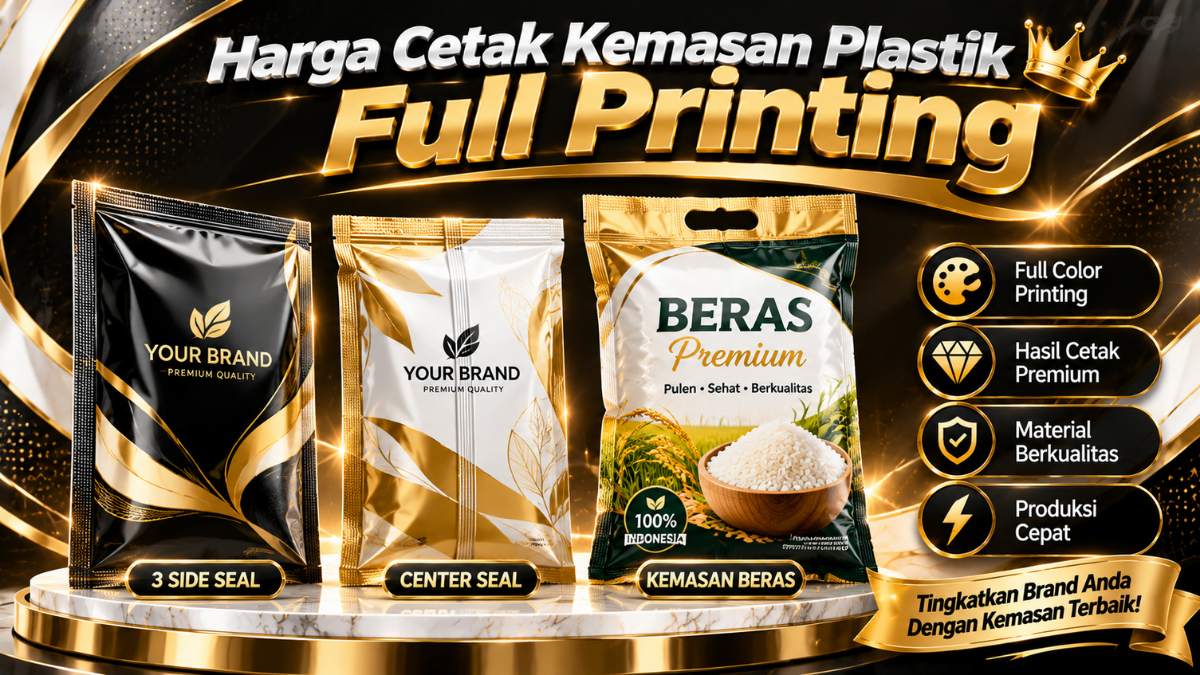 Harga Cetak Kemasan Plastik
Full Printing
YOUR BRAND
PREMIUM QUALITY
3 SIDE SEAL
YOUR BRAND
PREMIUM QUALITY
CENTER SEAL
BERAS
Premium
Pulen • Sehat • Berkualitas
100%
INDONESIA
KEMASAN BERAS
Full Color
Printing
Hasil Cetak
Premium
Material
Berkualitas
Produksi
Cepat
Tingkatkan Brand Anda
Dengan Kemasan Terbaik!